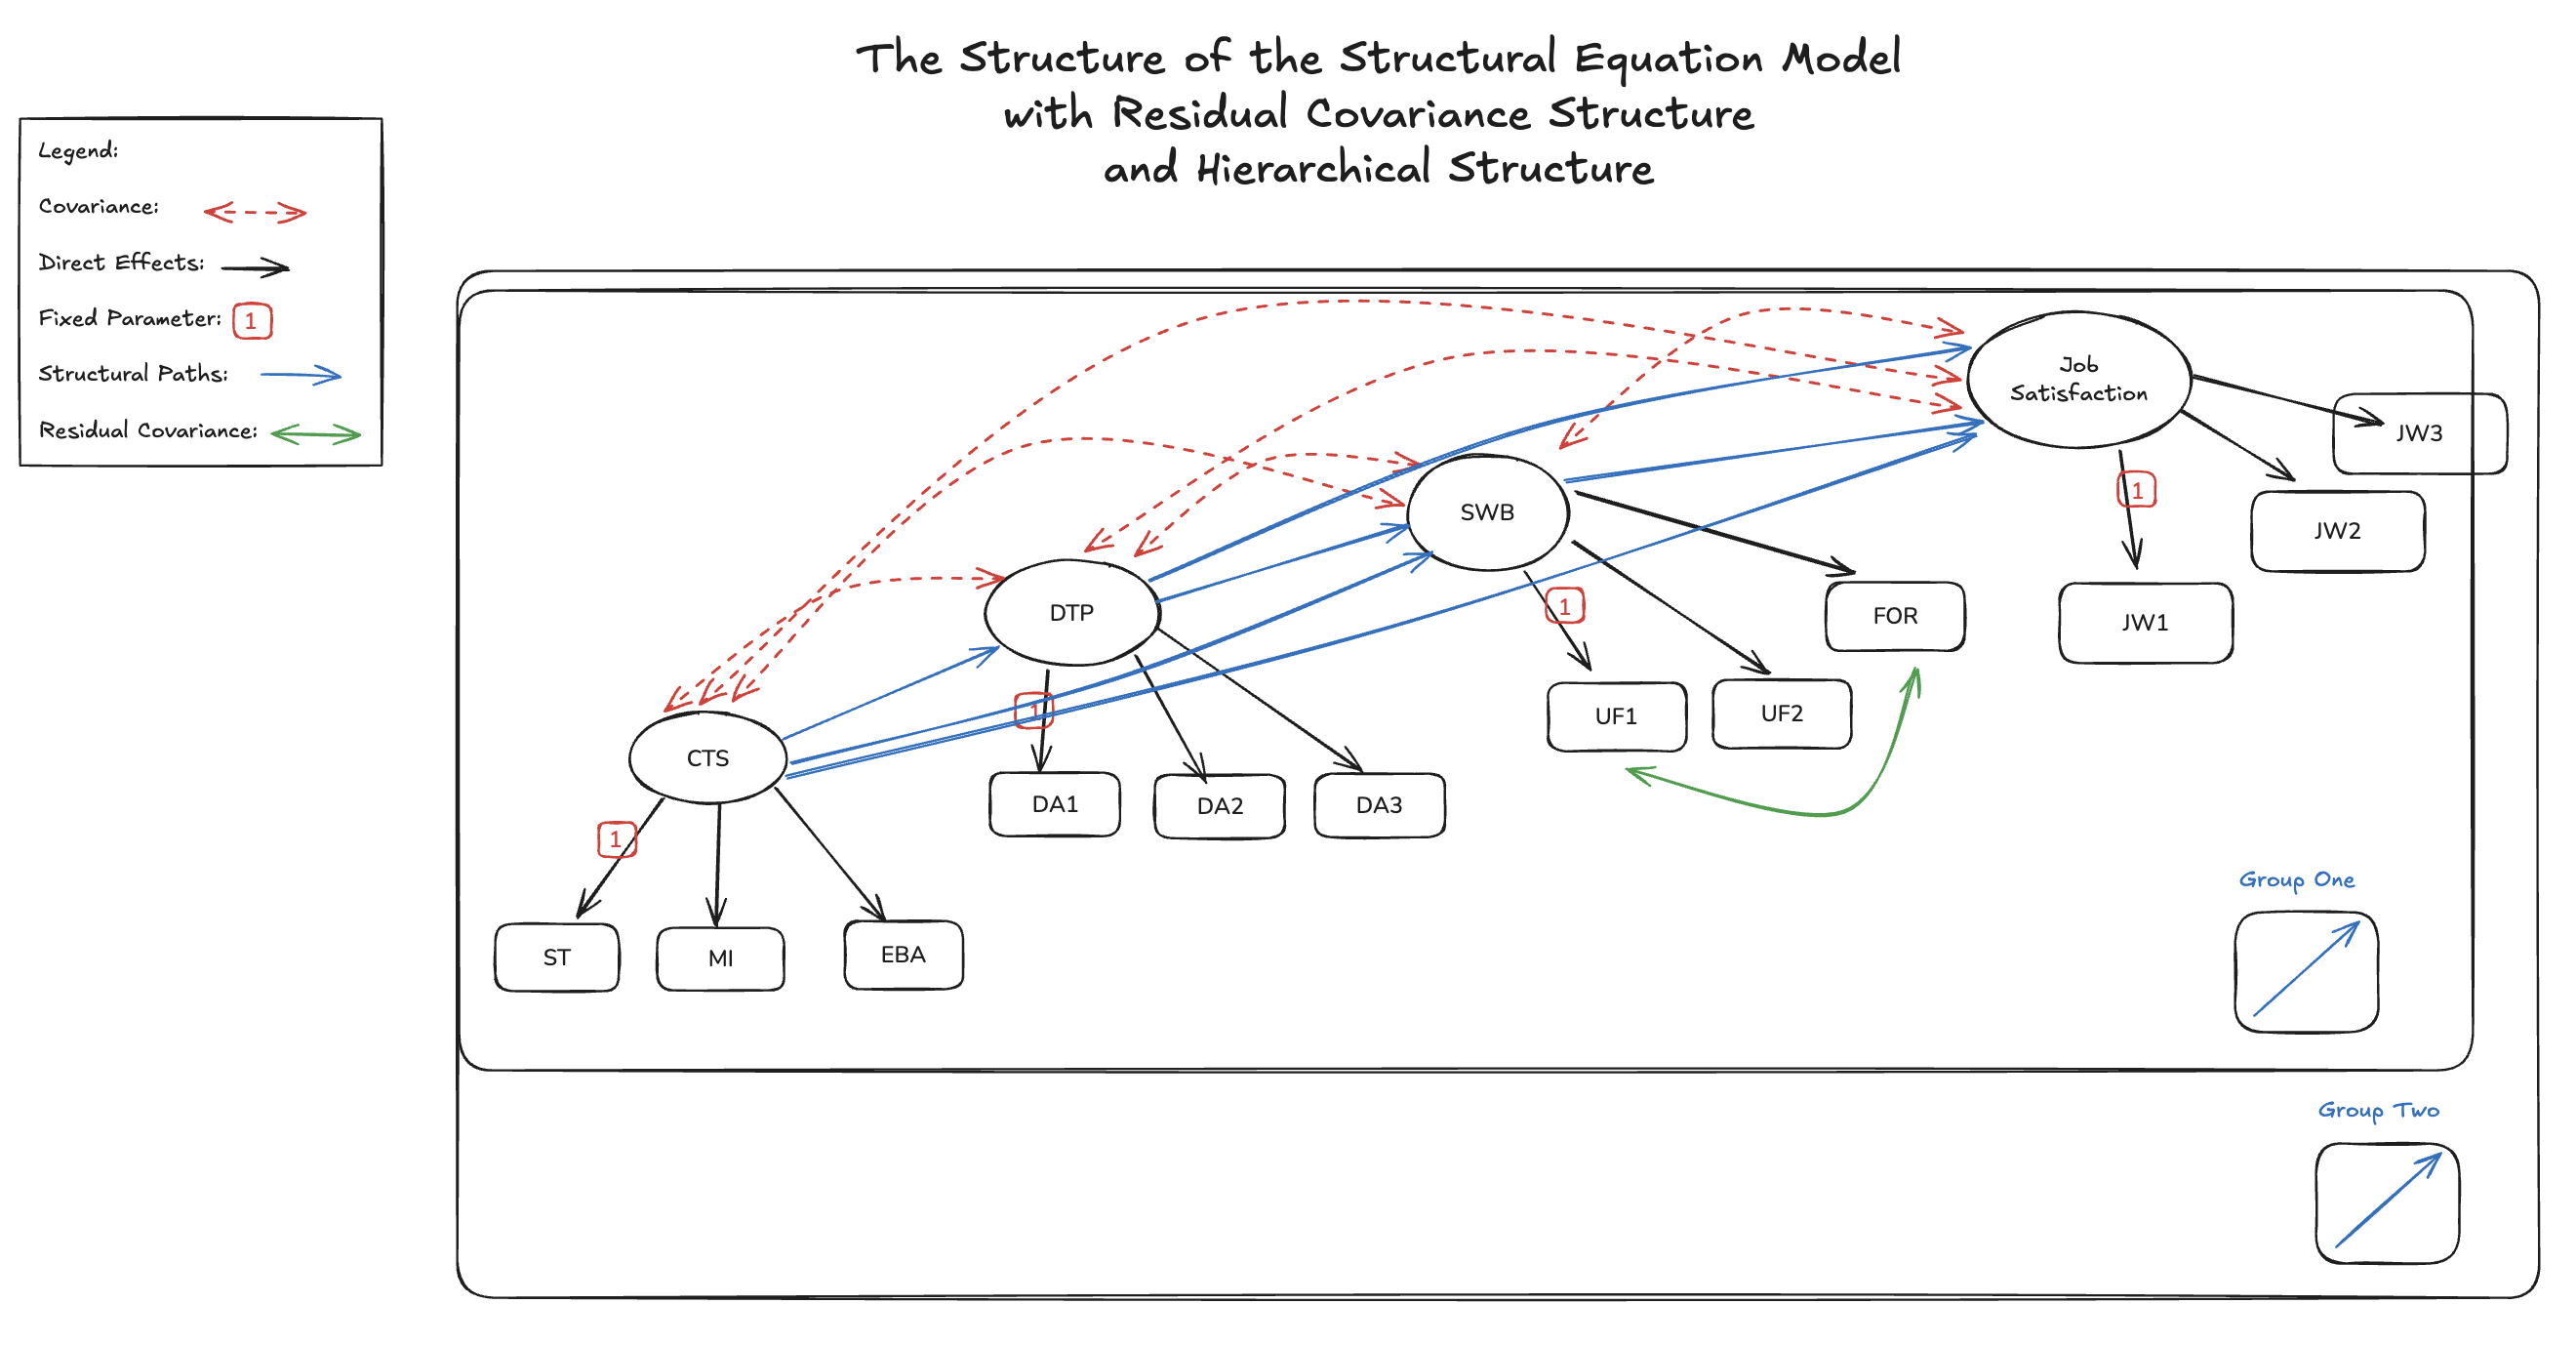 The Structure of the Structural Equation Model
with Residual Covariance Structure
and Hierarchical Structure
Legend:
Covariance:
Direct Effects:
Fixed Parameter: 1
Structural Paths:
Residual Covariance:
Job
Satisfaction
JW3
1
JW2
SWB
1
FOR
JW1
DTP
1
UF1
UF2
CTS
DA1
DA2
DA3
1
ST
MI
EBA
Group One
Group Two